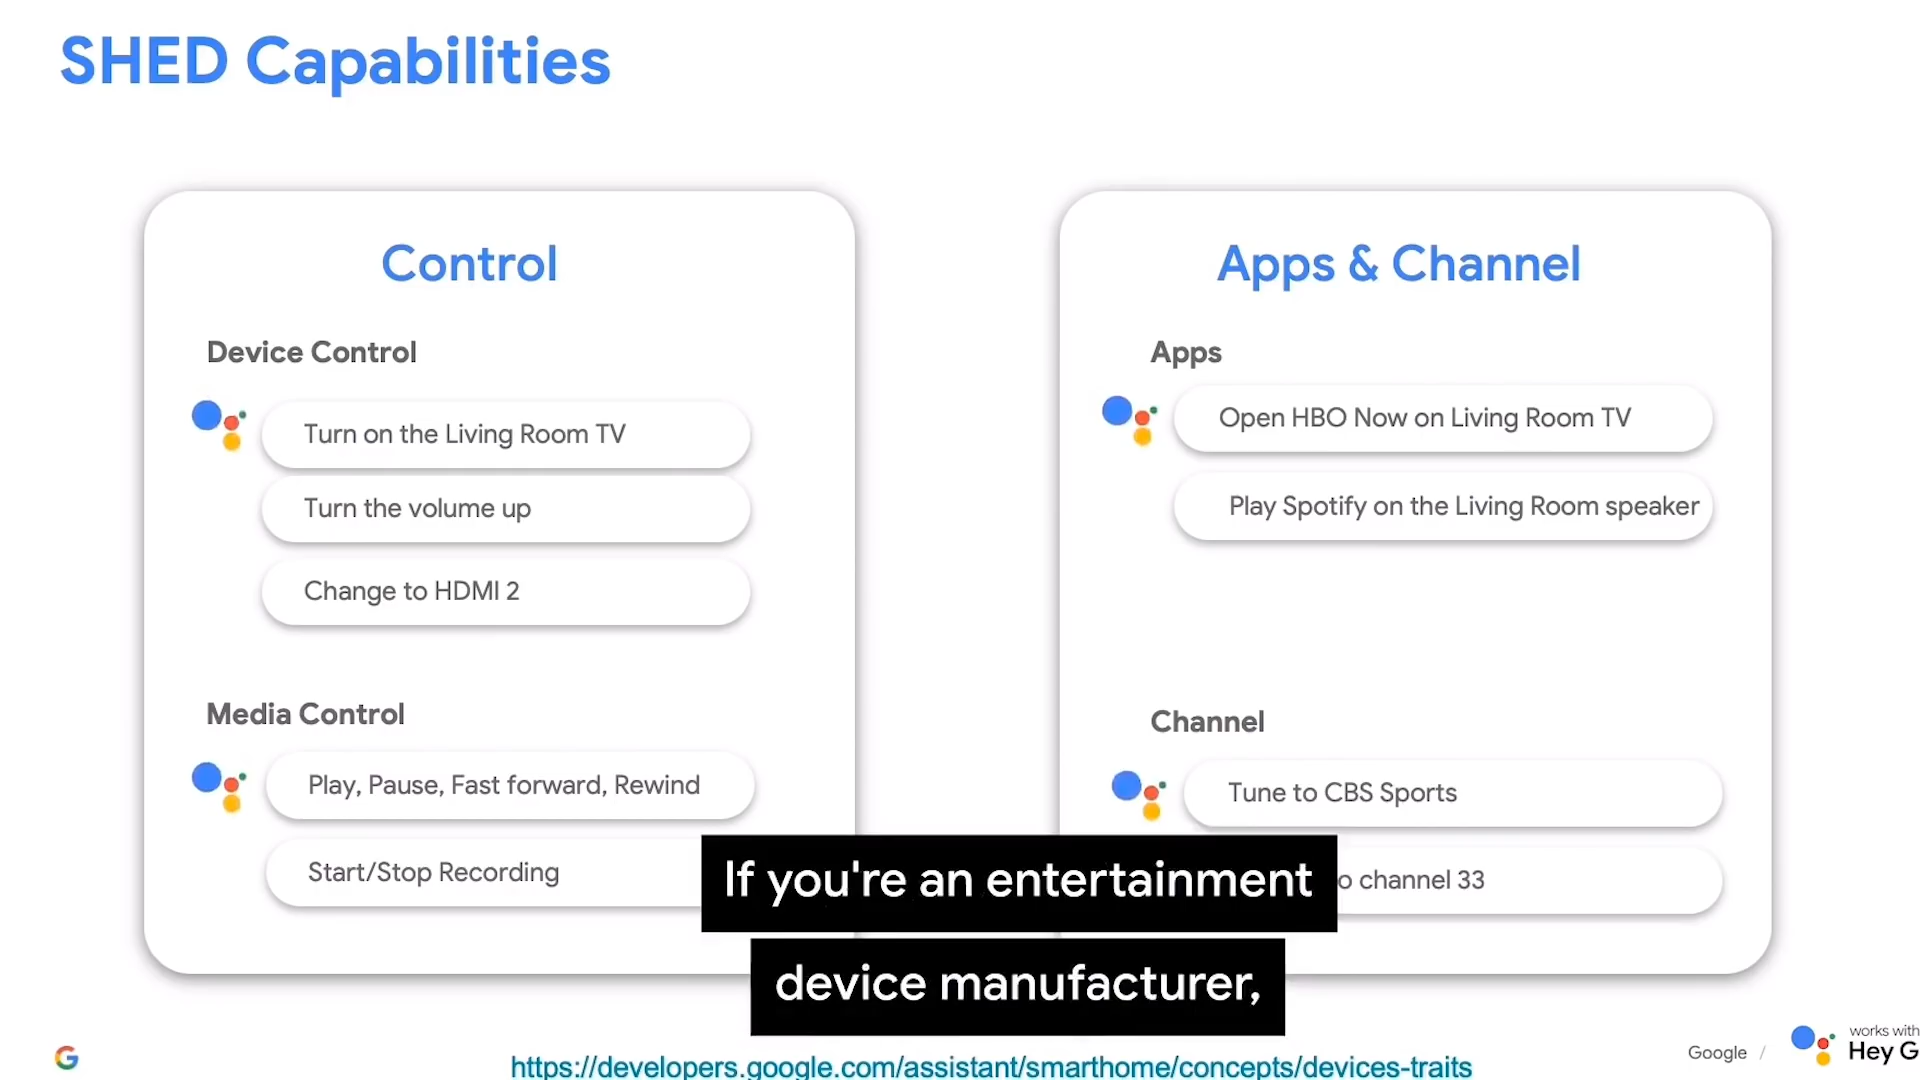 SHED Capabilities
Control
Device Control
Turn on the Living Room TV
Turn the volume up
Change to HDMI 2
Media Control
Play, Pause, Fast forward, Rewind
Start/Stop Recording
Apps & Channel
Apps
Open HBO Now on Living Room TV
Play Spotify on the Living Room speaker
Channel
Tune to CBS Sports
o channel 33
If you're an entertainment
device manufacturer,
https://developers.google.com/assistant/smarthome/concepts/devices-traits
Google /
works with
Hey G